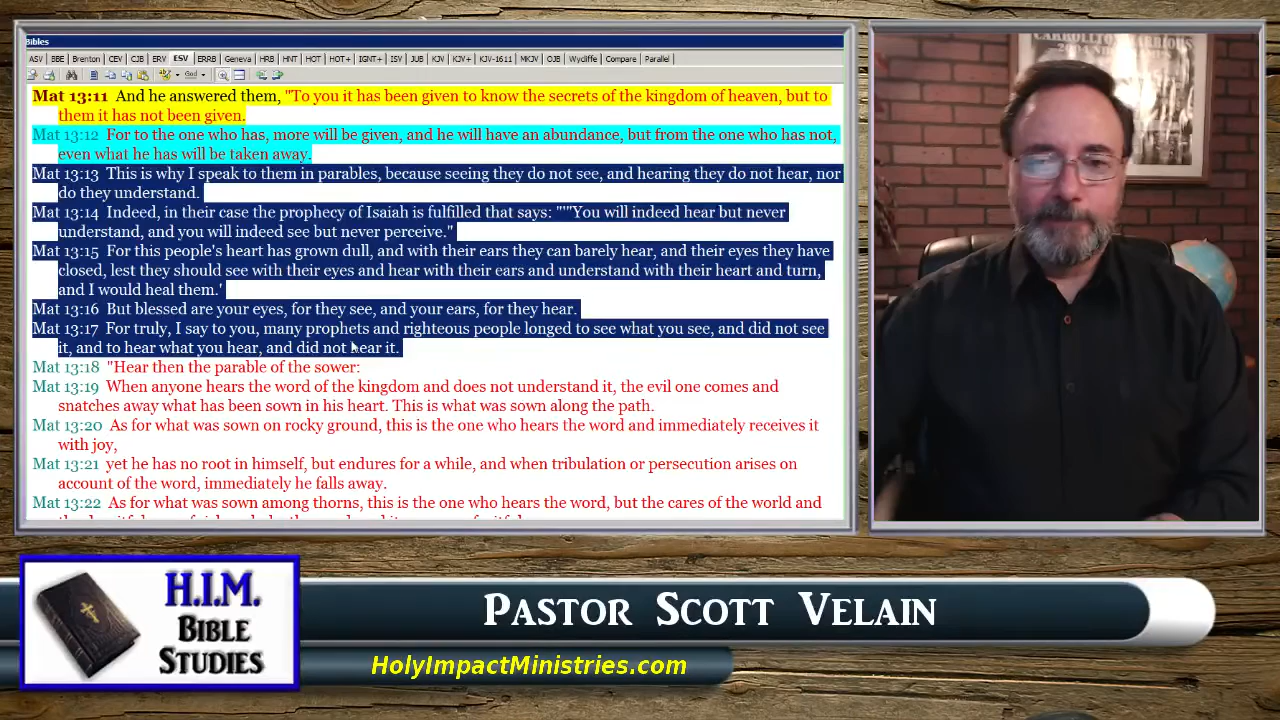 Bibles
ASV BBE Brenton CEV CJB ERV ESV ERRB Geneva HRB HNT HOT HOT+ IGNT+ ISV JUB KJV KJV+ KJV-1611 MKJV OJB Wycliffe Compare Parallel
God
Mat 13:11 And he answered them, "To you it has been given to know the secrets of the kingdom of heaven, but to
them it has not been given.
Mat 13:12 For to the one who has, more will be given, and he will have an abundance, but from the one who has not,
even what he has will be taken away.
Mat 13:13 This is why I speak to them in parables, because seeing they do not see, and hearing they do not hear, nor
do they understand.
Mat 13:14 Indeed, in their case the prophecy of Isaiah is fulfilled that says: "'"You will indeed hear but never
understand, and you will indeed see but never perceive."
Mat 13:15 For this people's heart has grown dull, and with their ears they can barely hear, and their eyes they have
closed, lest they should see with their eyes and hear with their ears and understand with their heart and turn,
and I would heal them.'
Mat 13:16 But blessed are your eyes, for they see, and your ears, for they hear.
Mat 13:17 For truly, I say to you, many prophets and righteous people longed to see what you see, and did not see
it, and to hear what you hear, and did not hear it.
Mat 13:18 "Hear then the parable of the sower:
Mat 13:19 When anyone hears the word of the kingdom and does not understand it, the evil one comes and
snatches away what has been sown in his heart. This is what was sown along the path.
Mat 13:20 As for what was sown on rocky ground, this is the one who hears the word and immediately receives it
with joy,
Mat 13:21 yet he has no root in himself, but endures for a while, and when tribulation or persecution arises on
account of the word, immediately he falls away.
Mat 13:22 As for what was sown among thorns, this is the one who hears the word, but the cares of the world and
CARROLLTON WARRIORS
2004
H.I.M.
BIBLE
STUDIES
PASTOR SCOTT VELAIN
HolyImpactMinistries.com